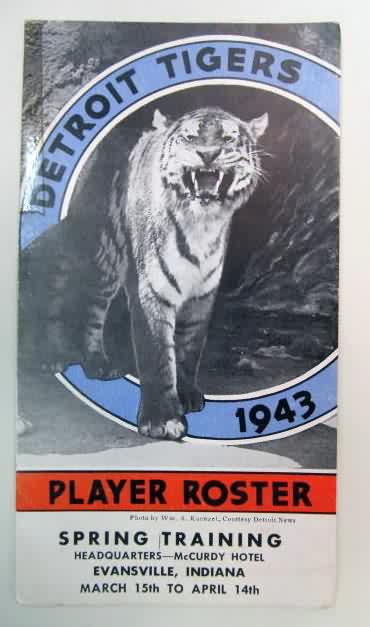 DETROIT TIGERS
1943
PLAYER ROSTER
Photo by Wm. A. Kuenzel, Courtesy Detroit News
SPRING TRAINING
HEADQUARTERS—McCURDY HOTEL
EVANSVILLE, INDIANA
MARCH 15th TO APRIL 14th